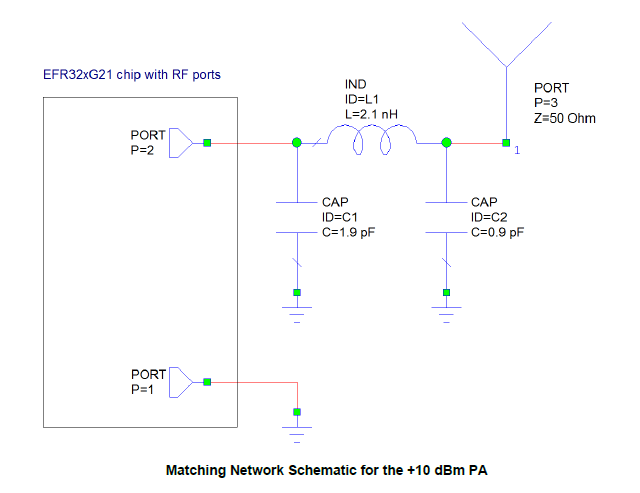 EFR32xG21 chip with RF ports
IND
ID=L1
L=2.1 nH
PORT
P=3
Z=50 Ohm
PORT
P=2
1
CAP
ID=C1
C=1.9 pF
CAP
ID=C2
C=0.9 pF
PORT
P=1
Matching Network Schematic for the +10 dBm PA